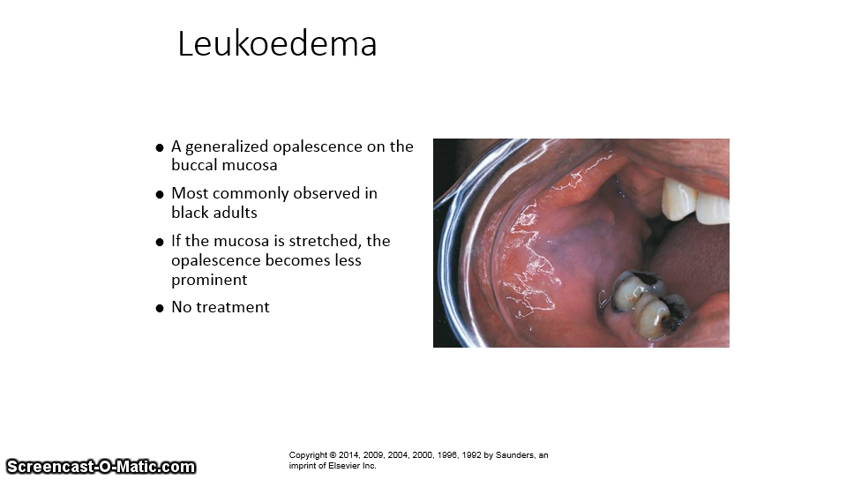 Leukoedema
● A generalized opalescence on the
buccal mucosa
● Most commonly observed in
black adults
● If the mucosa is stretched, the
opalescence becomes less
prominent
● No treatment
Copyright © 2014, 2009, 2004, 2000, 1996, 1992 by Saunders, an
imprint of Elsevier Inc.
Screencast-O-Matic.com